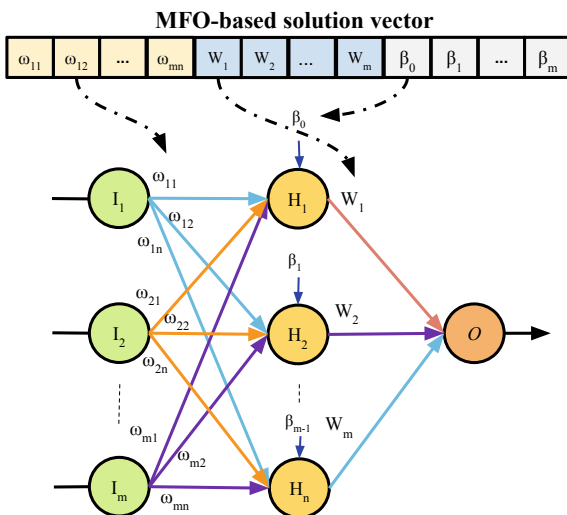 MFO-based solution vector
ω11 ω12 ... ωmn W1 W2 ... Wm β0 β1 ... βm
β0
ω11
I1
H1
W1
ω12
ω1n
β1
ω21
ω22
I2
H2
W2
O
ω2n
βm-1
Wm
ωm1
ωm2
Im
ωmn
Hn